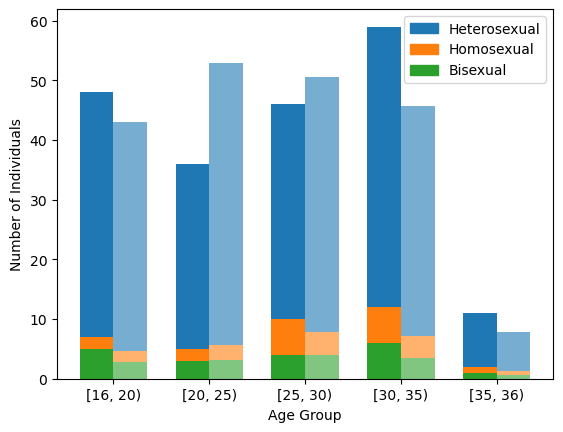 60
50
40
30
20
10
0
Number of Individuals
Heterosexual
Homosexual
Bisexual
[16, 20) [20, 25) [25, 30) [30, 35) [35, 36)
Age Group